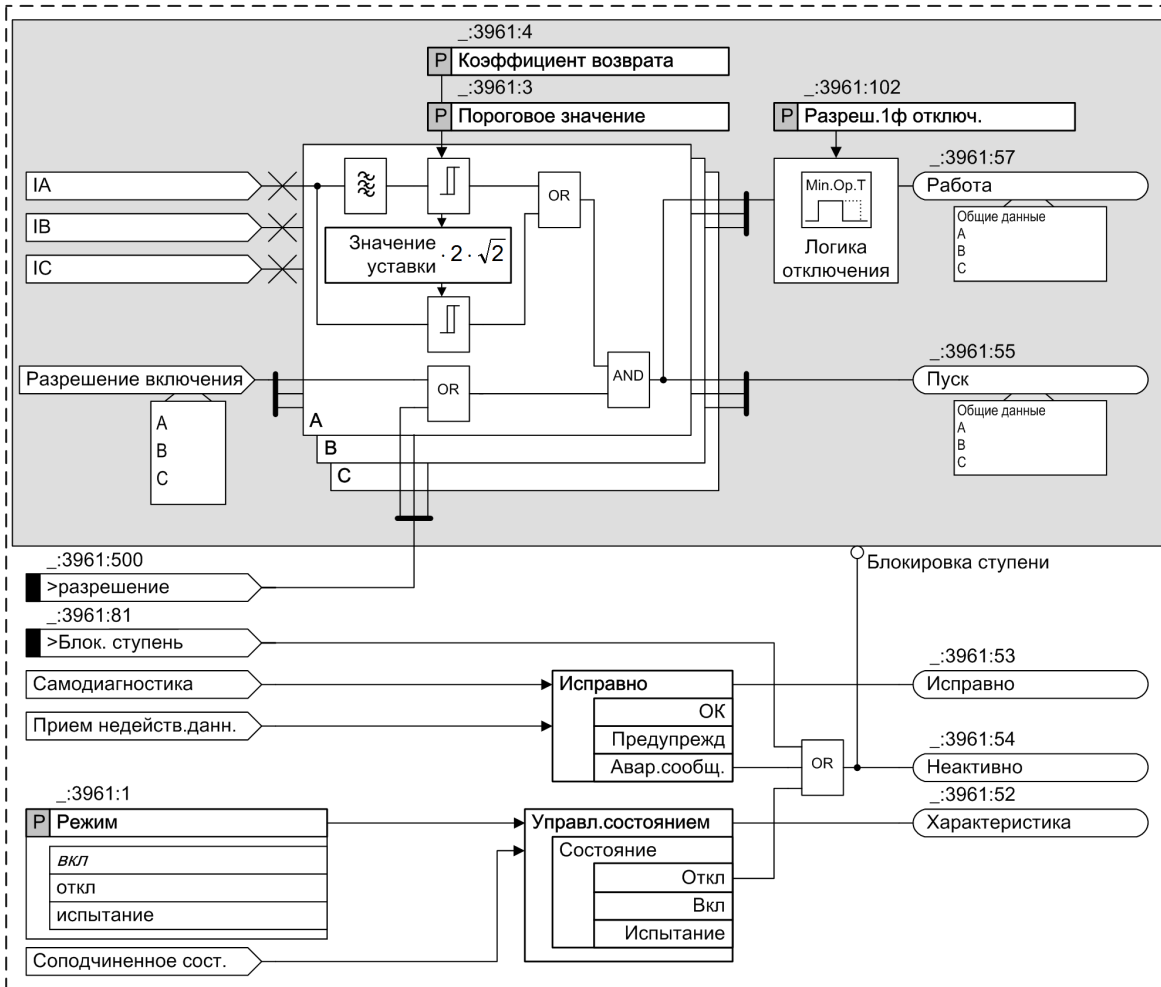 _:3961:4
P Коэффициент возврата
_:3961:3
P Пороговое значение
_:3961:102
P Разреш.1ф отключ.
IA
IB
IC
OR
Значение
уставки · 2 · √2
Min.Op.T
Логика
отключения
_:3961:57
Работа
Общие данные
A
B
C
Разрешение включения
A
B
C
OR
AND
A
B
C
_:3961:55
Пуск
Общие данные
A
B
C
_:3961:500
>разрешение
Блокировка ступени
_:3961:81
>Блок. ступень
Самодиагностика
Прием недейств.данн.
Исправно
ОК
Предупрежд
Авар.сообщ.
OR
_:3961:53
Исправно
_:3961:54
Неактивно
_:3961:52
Характеристика
_:3961:1
P Режим
вкл
откл
испытание
Соподчиненное сост.
Управл.состоянием
Состояние
Откл
Вкл
Испытание